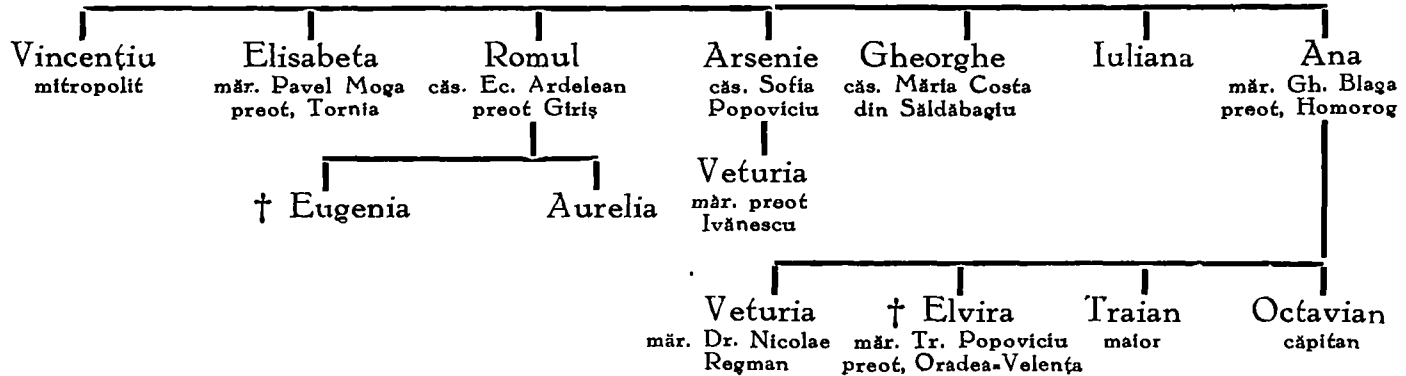 Vincențiu
mitropolit
Elisabeta
măr. Pavel Moga
preot, Tornia
Romul
căs. Ec. Ardelean
preot Giriș
Arsenie
căs. Sofia
Popoviciu
Gheorghe
căs. Măria Costa
din Săldăbagiu
Iuliana
Ana
măr. Gh. Blaga
preot, Homorog
† Eugenia
Aurelia
Veturia
măr. preot
Ivănescu
Veturia
măr. Dr. Nicolae
Regman
† Elvira
măr. Tr. Popoviciu
preot, Oradea-Velența
Traian
maior
Octavian
căpitan